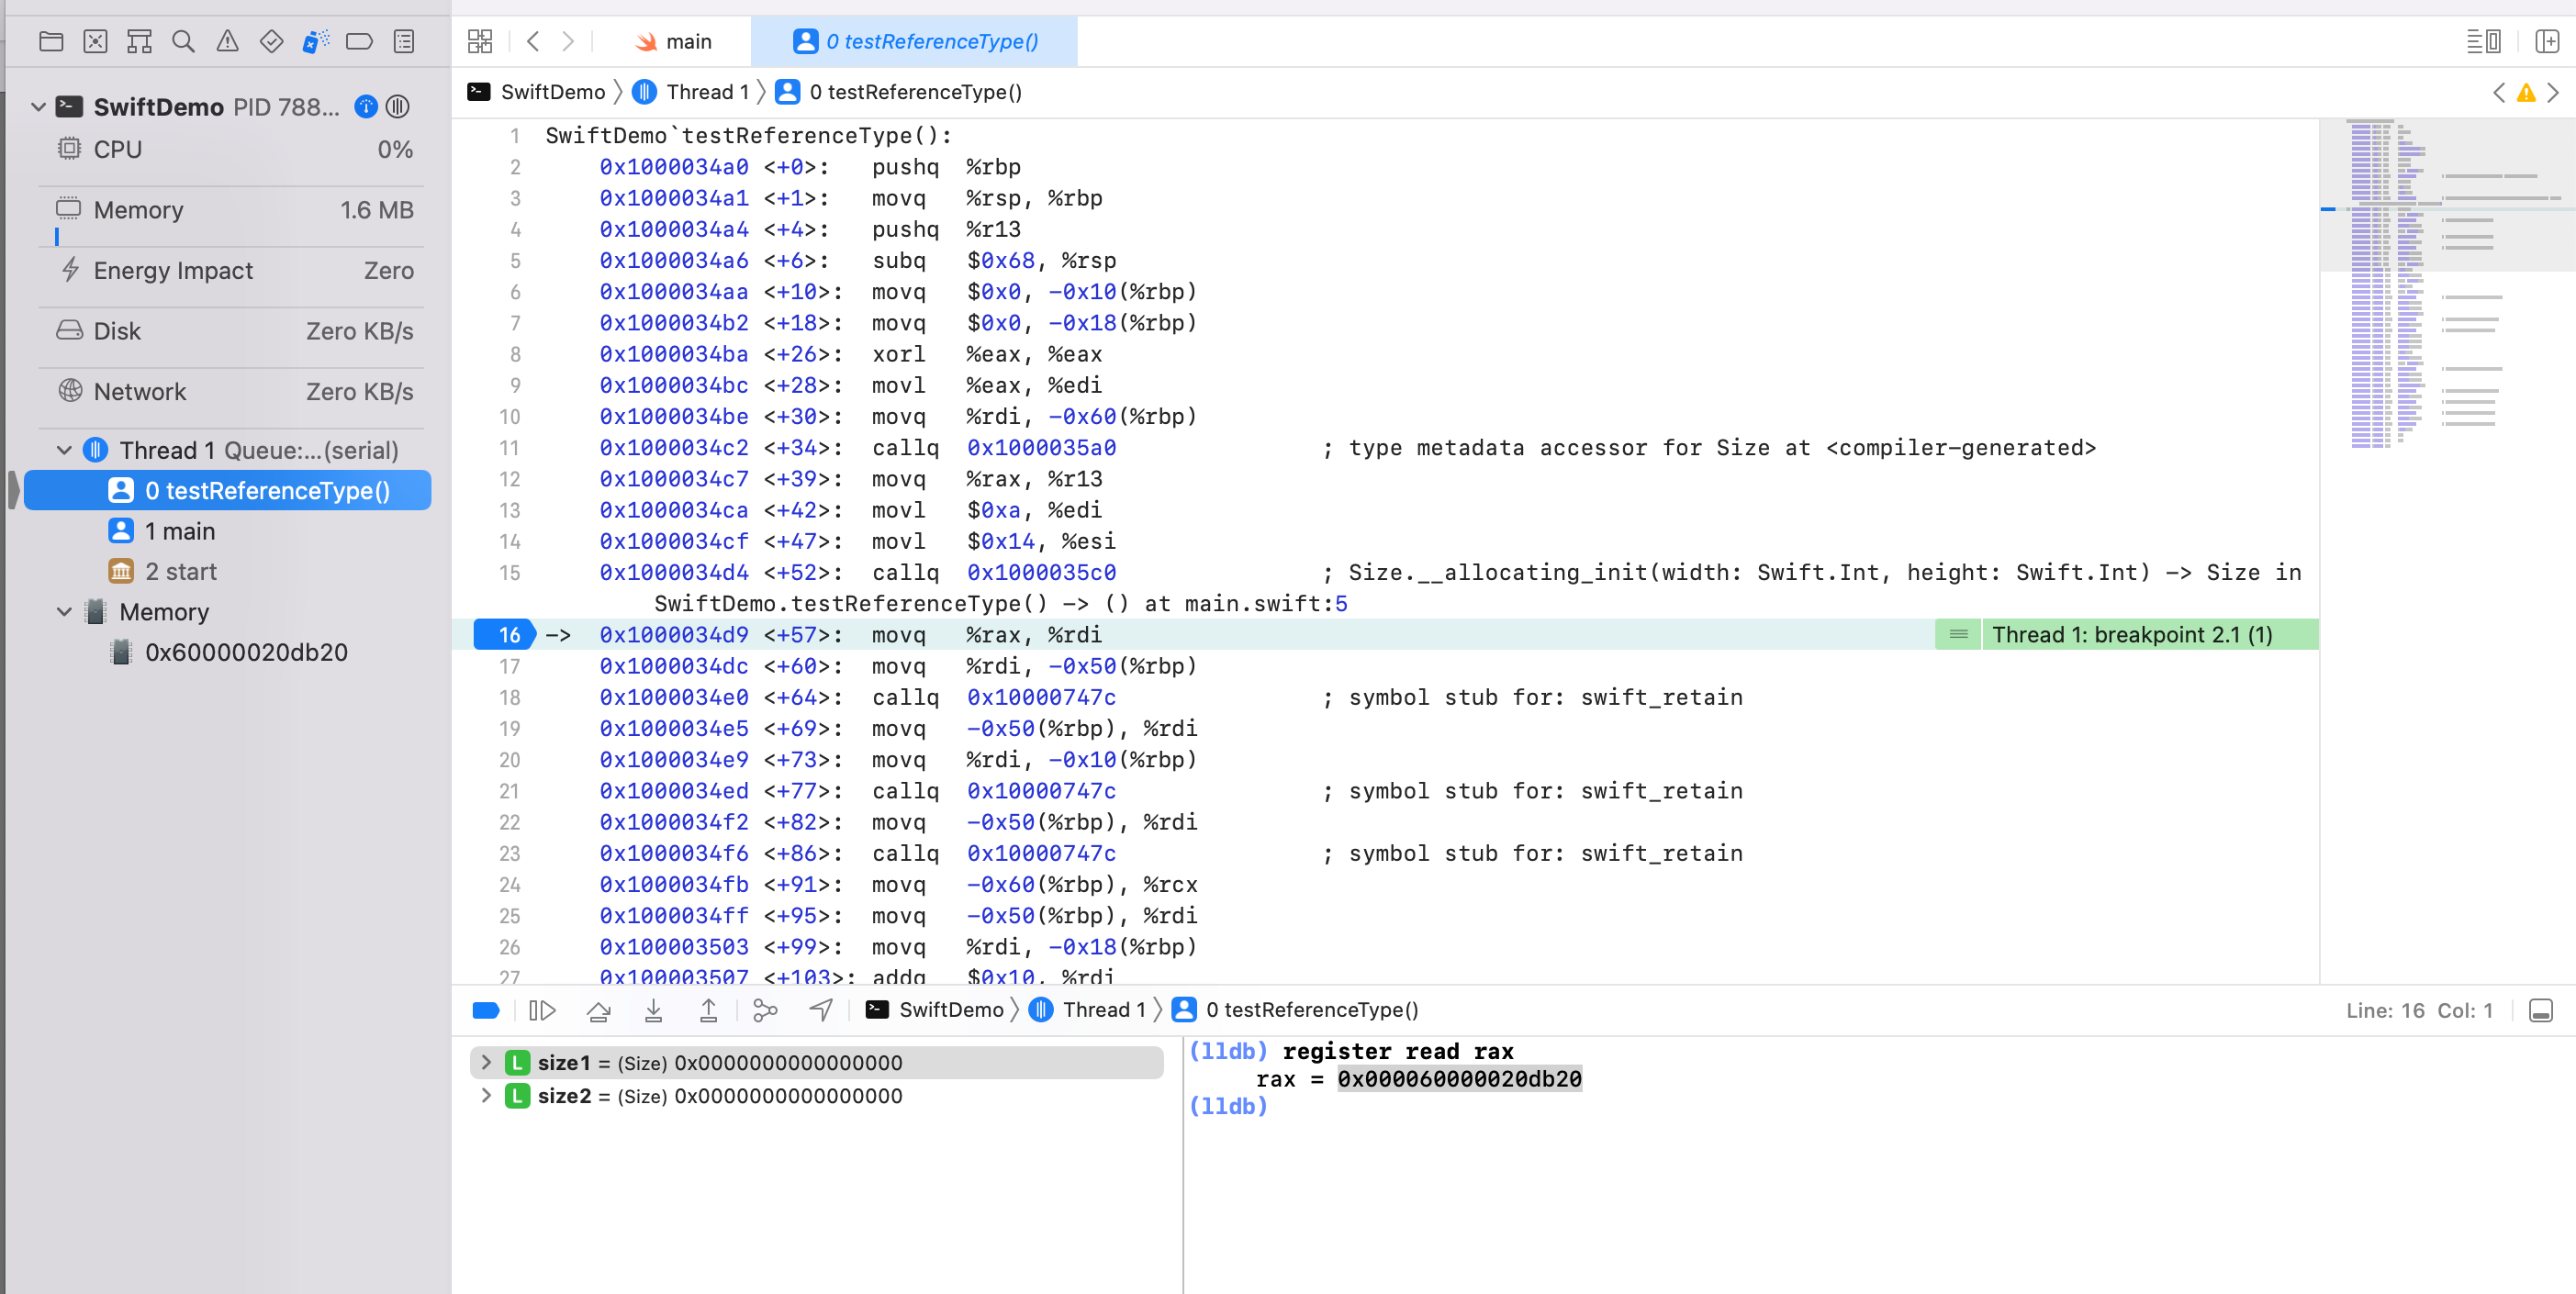 main
0 testReferenceType()
SwiftDemo PID 788...
SwiftDemo
Thread 1
0 testReferenceType()
CPU 0%
Memory 1.6 MB
Energy Impact Zero
Disk Zero KB/s
Network Zero KB/s
Thread 1 Queue:...(serial)
0 testReferenceType()
1 main
2 start
Memory
0x60000020db20
1 SwiftDemo`testReferenceType():
2 0x1000034a0 <+0>: pushq %rbp
3 0x1000034a1 <+1>: movq %rsp, %rbp
4 0x1000034a4 <+4>: pushq %r13
5 0x1000034a6 <+6>: subq $0x68, %rsp
6 0x1000034aa <+10>: movq $0x0, -0x10(%rbp)
7 0x1000034b2 <+18>: movq $0x0, -0x18(%rbp)
8 0x1000034ba <+26>: xorl %eax, %eax
9 0x1000034bc <+28>: movl %eax, %edi
10 0x1000034be <+30>: movq %rdi, -0x60(%rbp)
11 0x1000034c2 <+34>: callq 0x1000035a0 ; type metadata accessor for Size at <compiler-generated>
12 0x1000034c7 <+39>: movq %rax, %r13
13 0x1000034ca <+42>: movl $0xa, %edi
14 0x1000034cf <+47>: movl $0x14, %esi
15 0x1000034d4 <+52>: callq 0x1000035c0 ; Size.__allocating_init(width: Swift.Int, height: Swift.Int) -> Size in
SwiftDemo.testReferenceType() -> () at main.swift:5
16 -> 0x1000034d9 <+57>: movq %rax, %rdi Thread 1: breakpoint 2.1 (1)
17 0x1000034dc <+60>: movq %rdi, -0x50(%rbp)
18 0x1000034e0 <+64>: callq 0x10000747c ; symbol stub for: swift_retain
19 0x1000034e5 <+69>: movq -0x50(%rbp), %rdi
20 0x1000034e9 <+73>: movq %rdi, -0x10(%rbp)
21 0x1000034ed <+77>: callq 0x10000747c ; symbol stub for: swift_retain
22 0x1000034f2 <+82>: movq -0x50(%rbp), %rdi
23 0x1000034f6 <+86>: callq 0x10000747c ; symbol stub for: swift_retain
24 0x1000034fb <+91>: movq -0x60(%rbp), %rcx
25 0x1000034ff <+95>: movq -0x50(%rbp), %rdi
26 0x100003503 <+99>: movq %rdi, -0x18(%rbp)
27 0x100003507 <+103>: addq $0x10, %rdi
SwiftDemo
Thread 1
0 testReferenceType()
Line: 16 Col: 1
L size1 = (Size) 0x0000000000000000
L size2 = (Size) 0x0000000000000000
(lldb) register read rax
rax = 0x000060000020db20
(lldb)